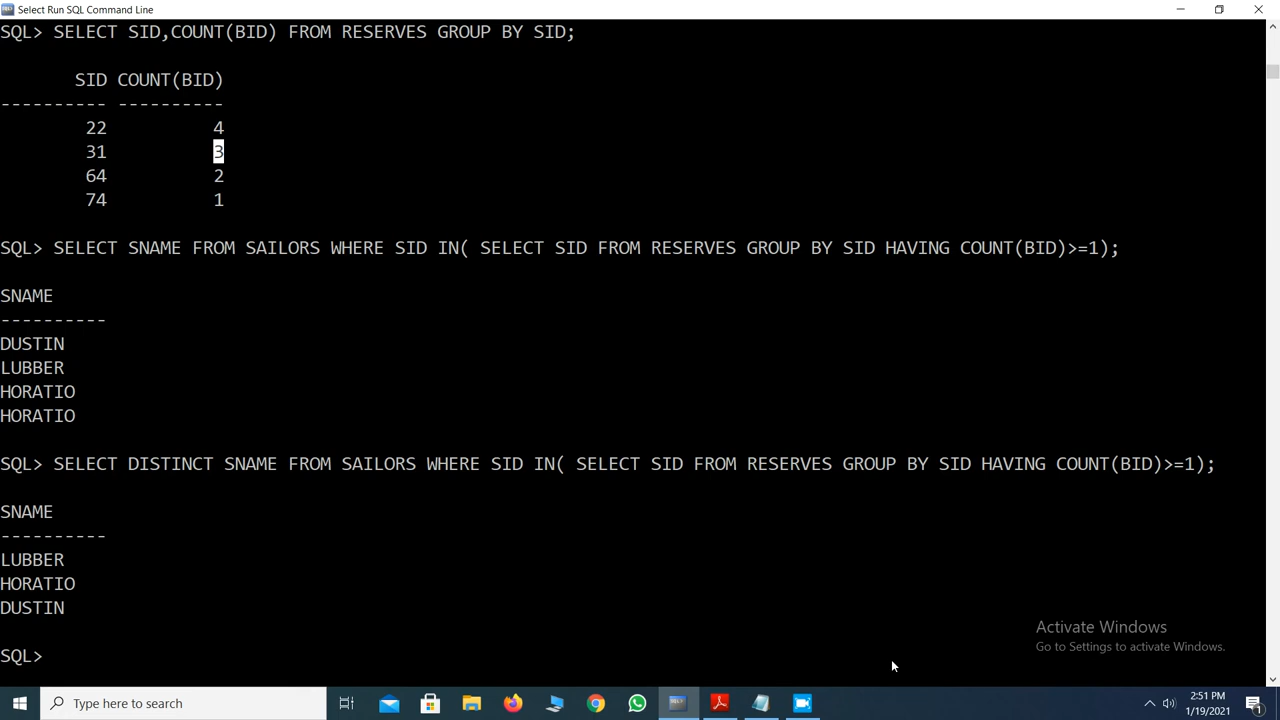 Select Run SQL Command Line
SQL> SELECT SID,COUNT(BID) FROM RESERVES GROUP BY SID;
SID COUNT(BID)
---------- ----------
22 4
31 3
64 2
74 1
SQL> SELECT SNAME FROM SAILORS WHERE SID IN( SELECT SID FROM RESERVES GROUP BY SID HAVING COUNT(BID)>=1);
SNAME
----------
DUSTIN
LUBBER
HORATIO
HORATIO
SQL> SELECT DISTINCT SNAME FROM SAILORS WHERE SID IN( SELECT SID FROM RESERVES GROUP BY SID HAVING COUNT(BID)>=1);
SNAME
----------
LUBBER
HORATIO
DUSTIN
SQL>
Activate Windows
Go to Settings to activate Windows.
Type here to search
2:51 PM
1/19/2021
1